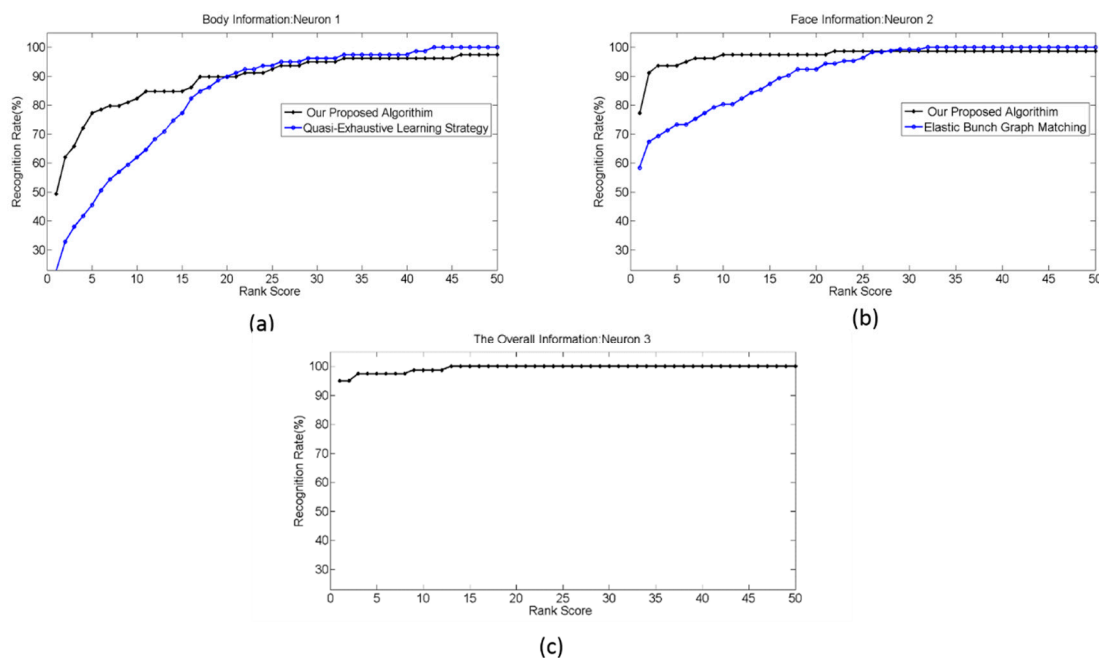 Body Information:Neuron 1
100
90
80
70
60
50
40
30
Recognition Rate(%)
Our Proposed Algorithim
Quasi-Exhaustive Learning Strategy
0 5 10 15 20 25 30 35 40 45 50
Rank Score
(a)
Face Information:Neuron 2
100
90
80
70
60
50
40
30
Recognition Rate(%)
Our Proposed Algorithim
Elastic Bunch Graph Matching
0 5 10 15 20 25 30 35 40 45 50
Rank Score
(b)
The Overall Information:Neuron 3
100
90
80
70
60
50
40
30
Recognition Rate(%)
0 5 10 15 20 25 30 35 40 45 50
Rank Score
(c)